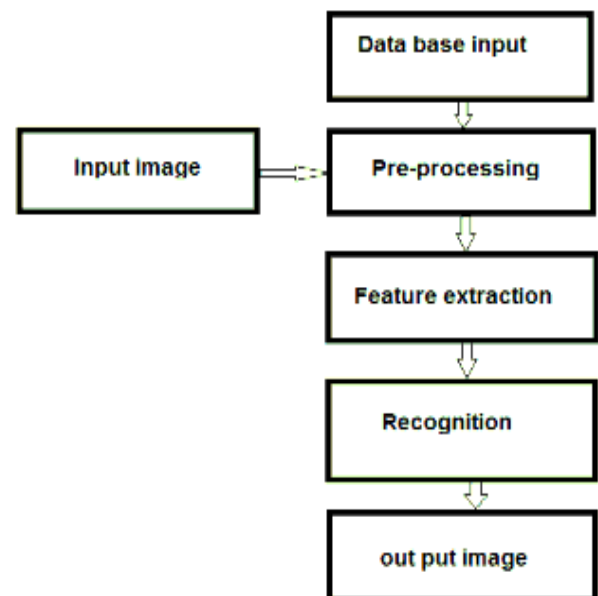 Data base input
Input image
Pre-processing
Feature extraction
Recognition
out put image